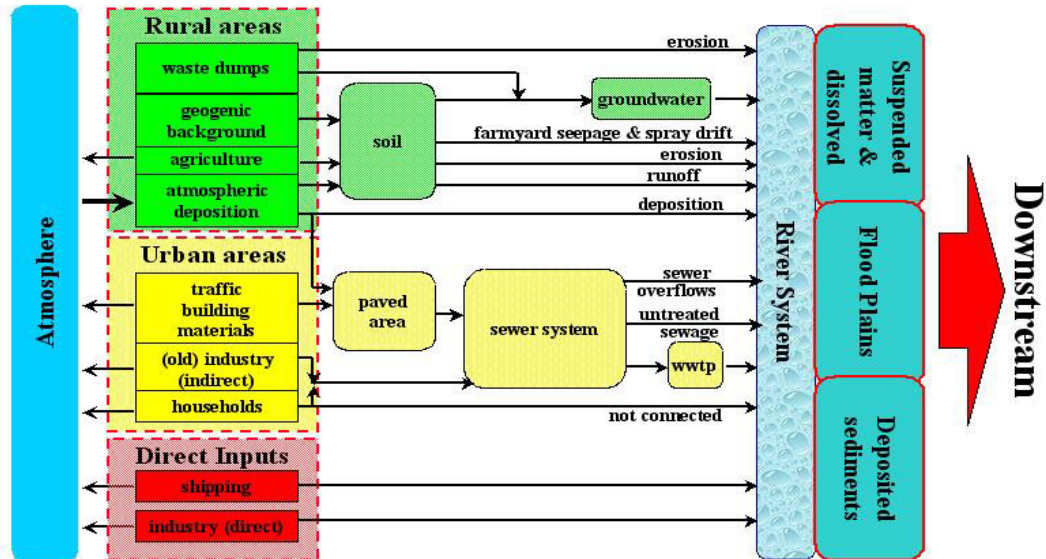 Atmosphere
Rural areas
waste dumps
geogenic
background
agriculture
atmospheric
deposition
soil
erosion
groundwater
farmyard seepage & spray drift
erosion
runoff
deposition
Urban areas
traffic
building
materials
(old) industry
(indirect)
households
paved
area
sewer system
sewer
overflows
untreated
sewage
wwtp
not connected
Direct Inputs
shipping
industry (direct)
River System
Suspended
matter &
dissolved
Flood Plains
Deposited
sediments
Downstream